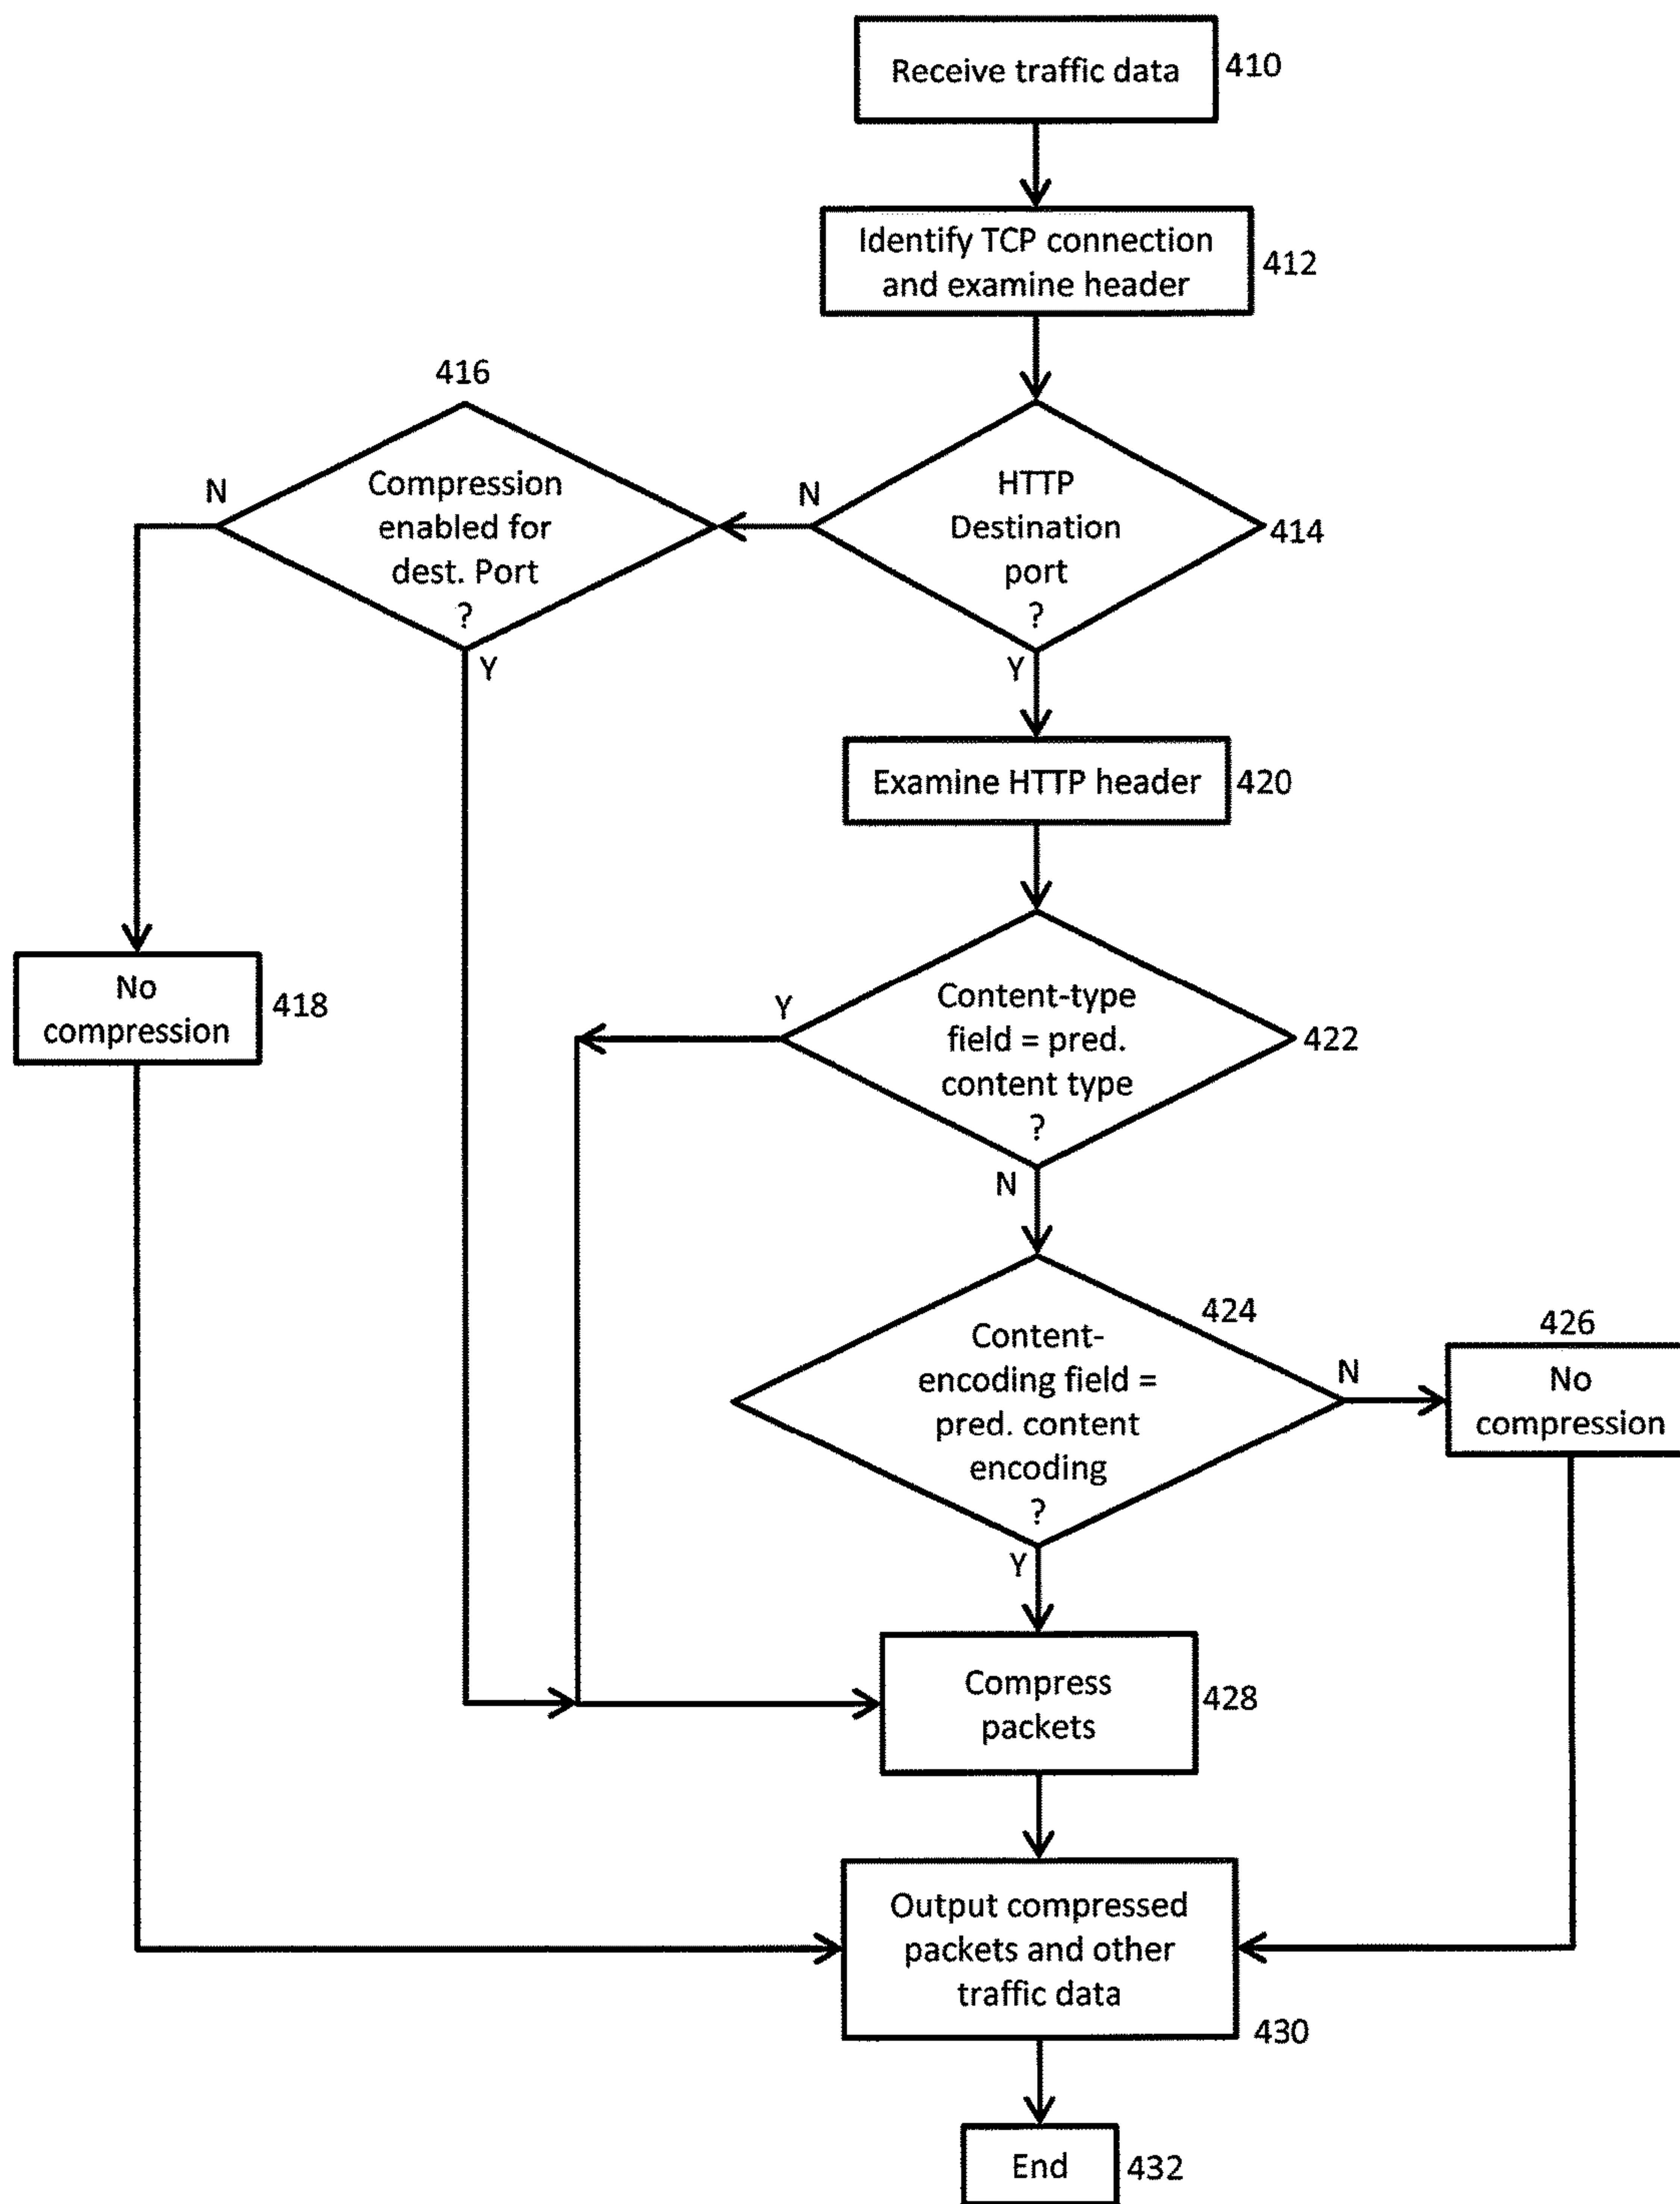 Receive traffic data
410
Identify TCP connection
and examine header
412
416
Compression
enabled for
dest. Port
?
N
Y
N
HTTP
Destination
port
?
414
Y
Examine HTTP header
420
No
compression
418
Y
Content-type
field = pred.
content type
?
422
N
424
Content-
encoding field =
pred. content
encoding
?
N
426
No
compression
Y
Compress
packets
428
Output compressed
packets and other
traffic data
430
End
432